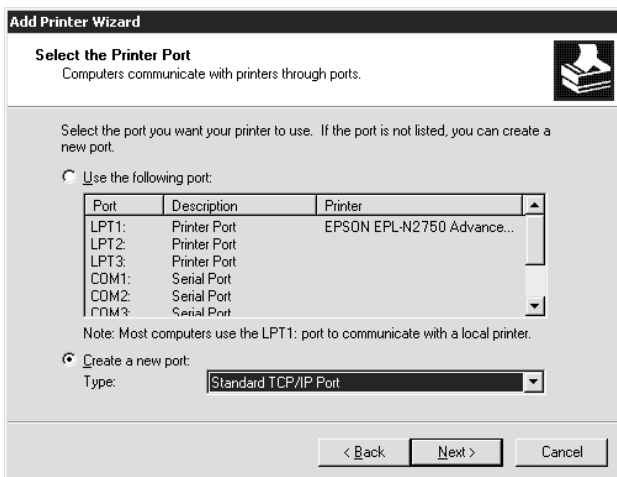 Add Printer Wizard
Select the Printer Port
Computers communicate with printers through ports.
Select the port you want your printer to use. If the port is not listed, you can create a
new port.
Use the following port:
Port Description Printer
LPT1: Printer Port EPSON EPL-N2750 Advance...
LPT2: Printer Port
LPT3: Printer Port
COM1: Serial Port
COM2: Serial Port
COM3: Serial Port
Note: Most computers use the LPT1: port to communicate with a local printer.
Create a new port:
Type: Standard TCP/IP Port
< Back Next > Cancel